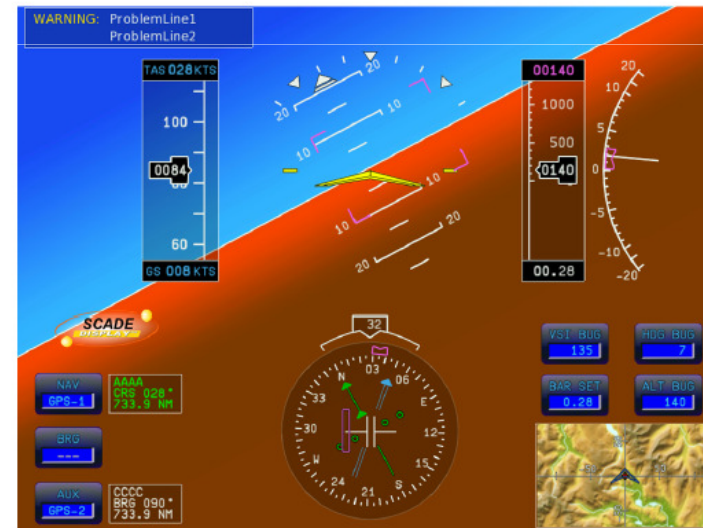 WARNING: ProblemLine1
ProblemLine2
TAS 028 KTS
100
0084
60
GS 008 KTS
20
20
10
10
10
10
20
20
00140
1000
500
0140
00.28
20
10
5
0
-5
-10
-20
SCADE
DISPLAY
32
N
03
06
E
12
15
S
21
24
W
30
33
NAV
GPS-1
AAAA
CRS 028°
733.9 NM
BRG
---
AUX
GPS-2
CCCC
BRG 090°
733.9 NM
VSI BUG
135
HDG BUG
7
BAR SET
0.28
ALT BUG
140